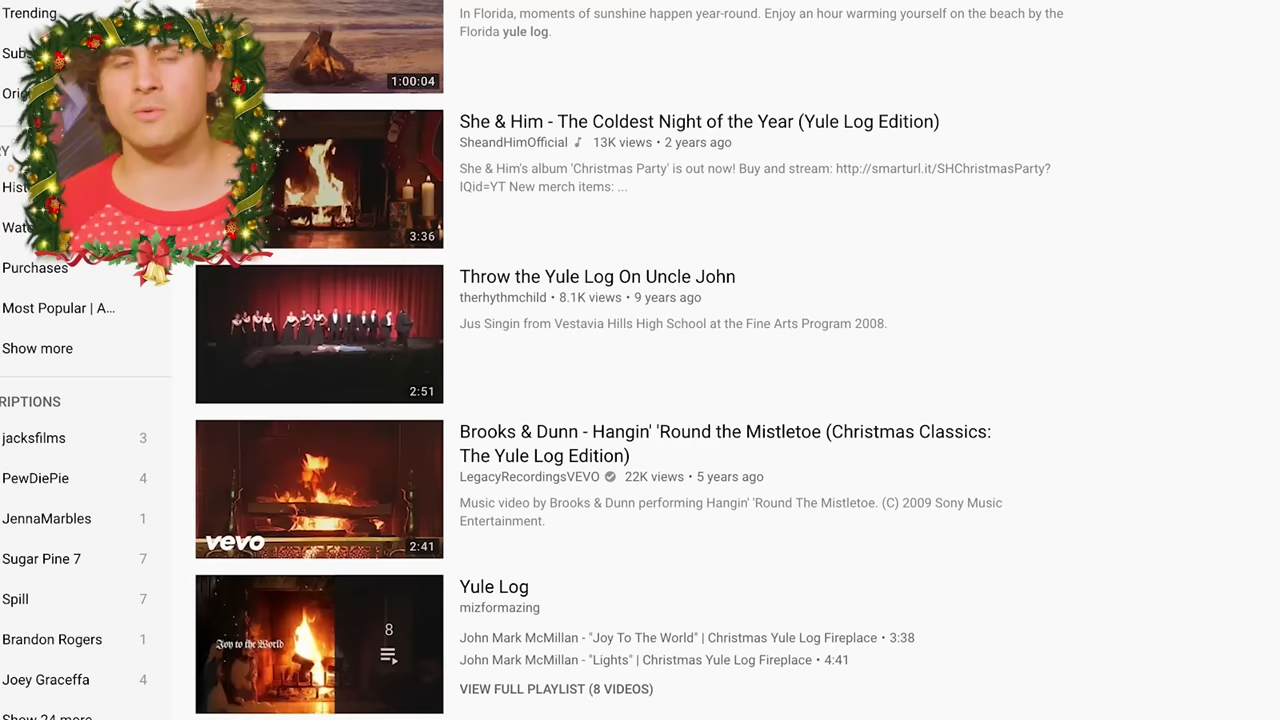 Trending
Sub
Orig
RY
Hist
Watc
Purchases
Most Popular | A...
Show more
RIPTIONS
jacksfilms 3
PewDiePie 4
JennaMarbles 1
Sugar Pine 7 7
Spill 7
Brandon Rogers 1
Joey Graceffa 4
Show 24 more
In Florida, moments of sunshine happen year-round. Enjoy an hour warming yourself on the beach by the
Florida yule log.
1:00:04
She & Him - The Coldest Night of the Year (Yule Log Edition)
SheandHimOfficial 13K views • 2 years ago
She & Him's album 'Christmas Party' is out now! Buy and stream: http://smarturl.it/SHChristmasParty?
IQid=YT New merch items: ...
3:36
Throw the Yule Log On Uncle John
therhythmchild • 8.1K views • 9 years ago
Jus Singin from Vestavia Hills High School at the Fine Arts Program 2008.
2:51
Brooks & Dunn - Hangin' 'Round the Mistletoe (Christmas Classics:
The Yule Log Edition)
LegacyRecordingsVEVO 22K views • 5 years ago
Music video by Brooks & Dunn performing Hangin' 'Round The Mistletoe. (C) 2009 Sony Music
Entertainment.
vevo
2:41
Yule Log
mizformazing
John Mark McMillan - "Joy To The World" | Christmas Yule Log Fireplace • 3:38
John Mark McMillan - "Lights" | Christmas Yule Log Fireplace • 4:41
VIEW FULL PLAYLIST (8 VIDEOS)
Joy to the World
8